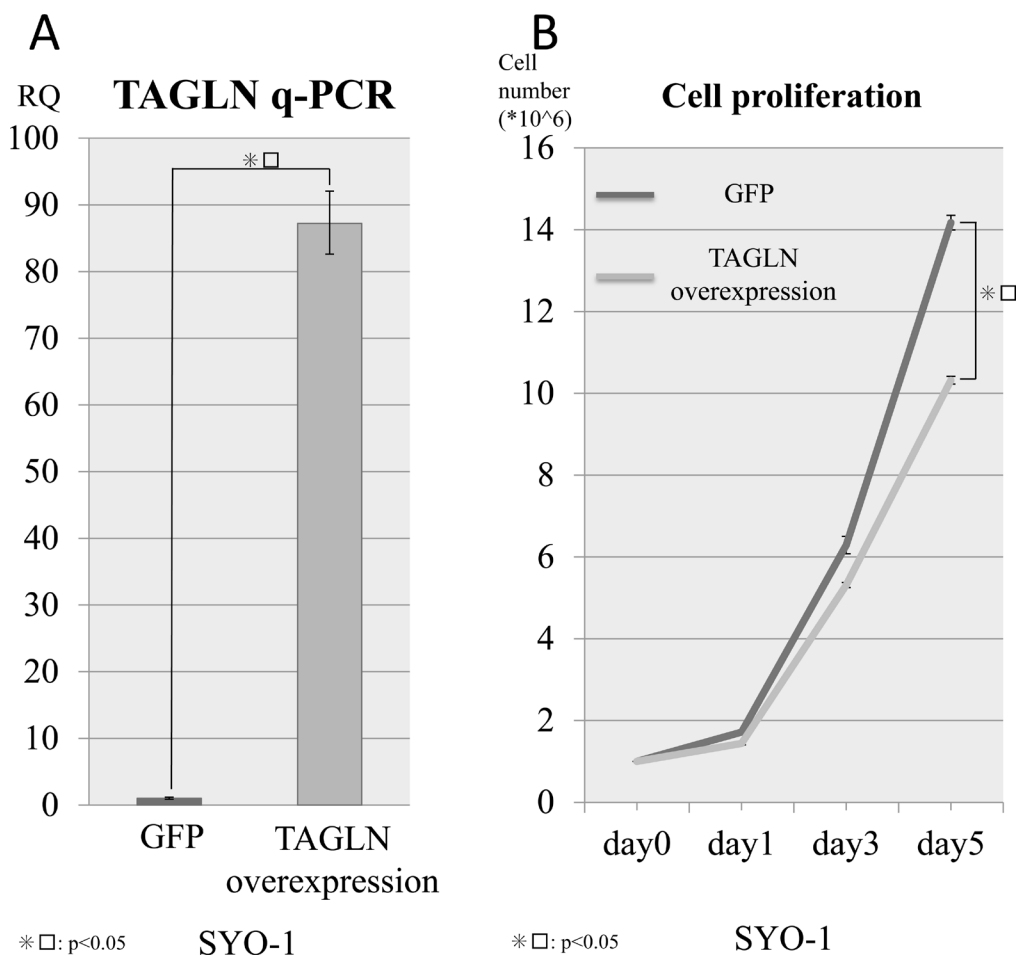 A
TAGLN q-PCR
RQ
100
90
80
70
60
50
40
30
20
10
0
＊□
GFP
TAGLN
overexpression
＊□: p<0.05
SYO-1
B
Cell
number
(*10^6)
Cell proliferation
16
14
12
10
8
6
4
2
0
GFP
TAGLN
overexpression
＊□
day0 day1 day3 day5
＊□: p<0.05
SYO-1